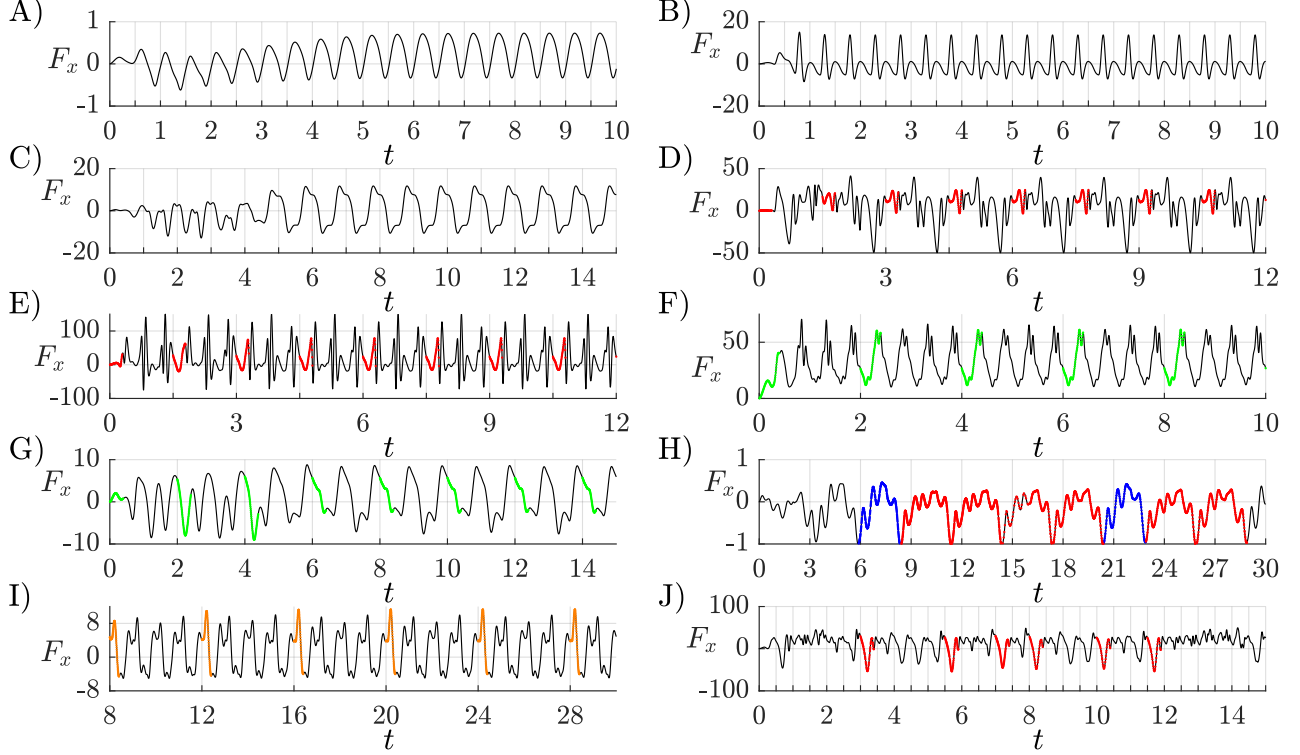 A)
1
0
-1
F_x
0 1 2 3 4 5 6 7 8 9 10
t
B)
20
0
-20
F_x
0 1 2 3 4 5 6 7 8 9 10
t
C)
20
0
-20
F_x
0 2 4 6 8 10 12 14
t
D)
50
0
-50
F_x
0 3 6 9 12
t
E)
100
0
-100
F_x
0 3 6 9 12
t
F)
50
0
F_x
0 2 4 6 8 10
t
G)
10
0
-10
F_x
0 2 4 6 8 10 12 14
t
H)
1
0
-1
F_x
0 3 6 9 12 15 18 21 24 27 30
t
I)
8
0
-8
F_x
8 12 16 20 24 28
t
J)
100
0
-100
F_x
0 2 4 6 8 10 12 14
t